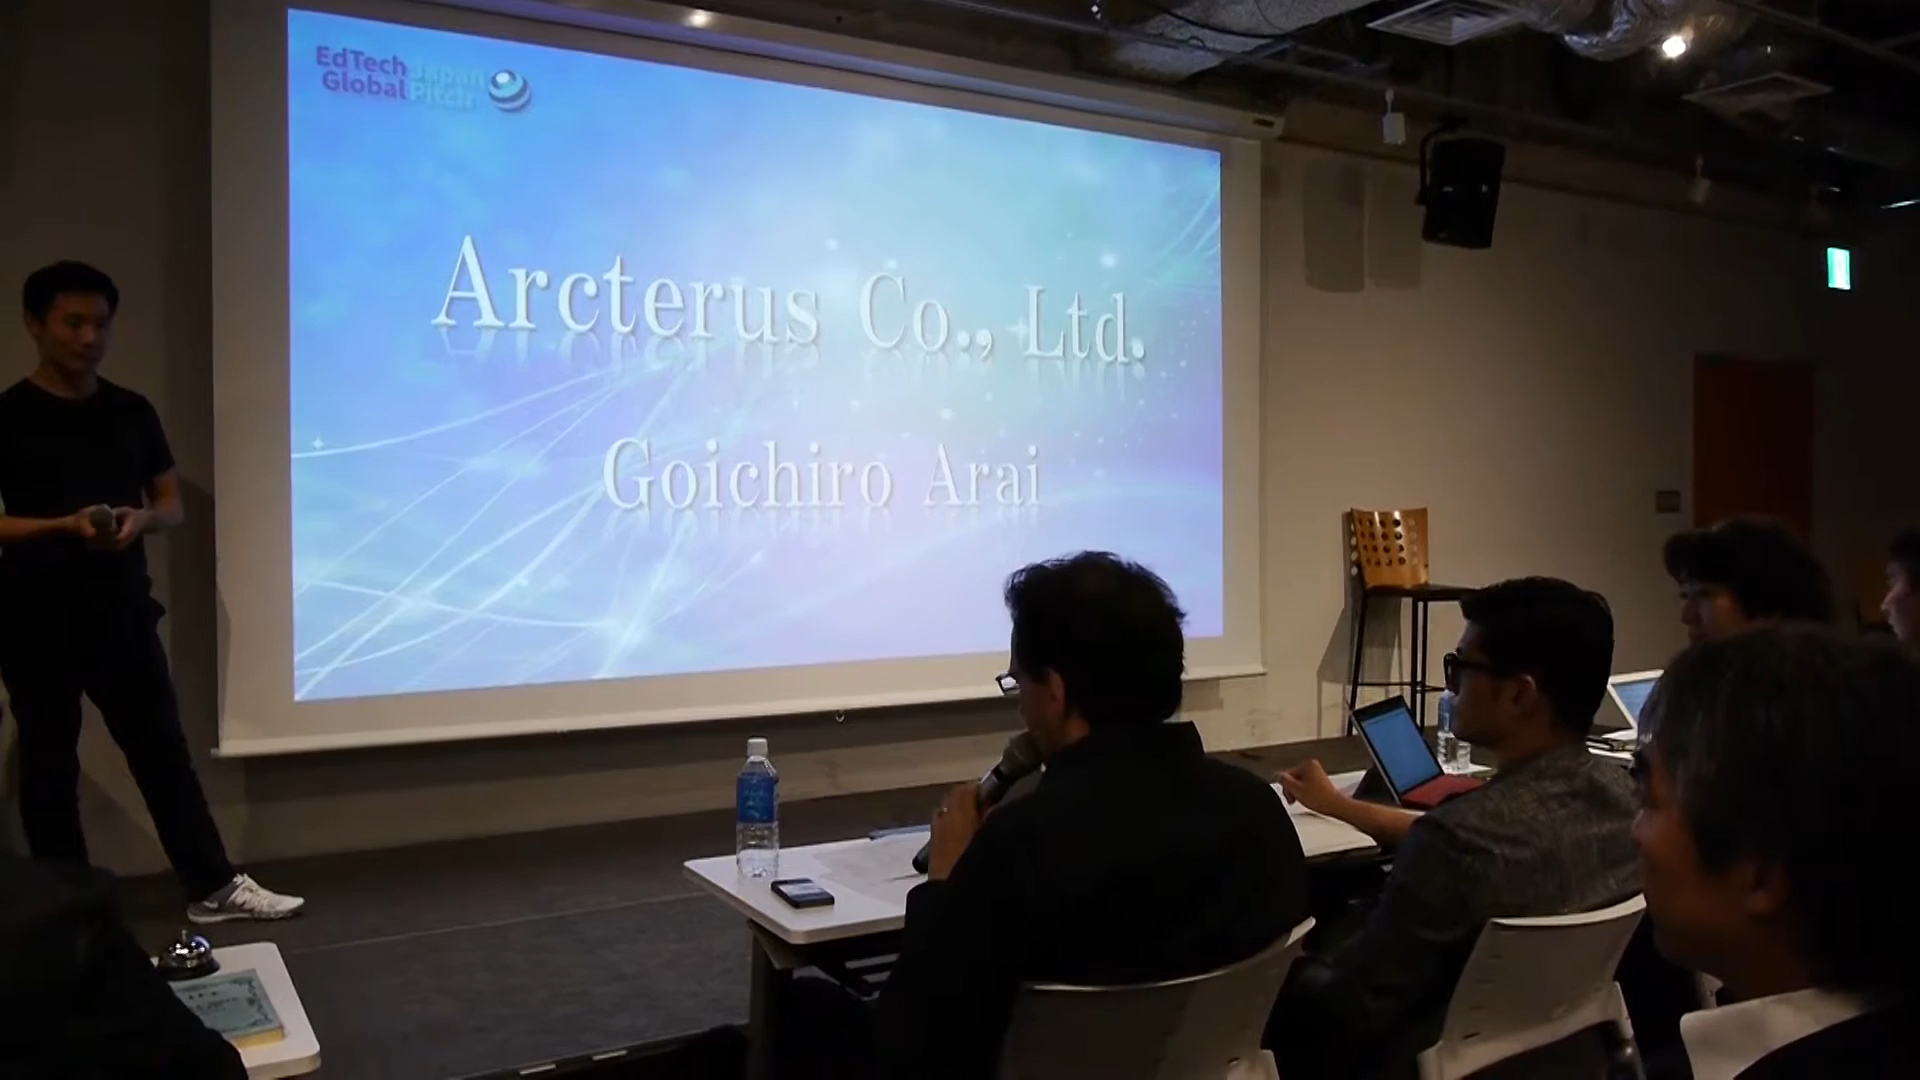 EdTech Japan
Global Pitch
Arcterus Co., Ltd.
Goichiro Arai